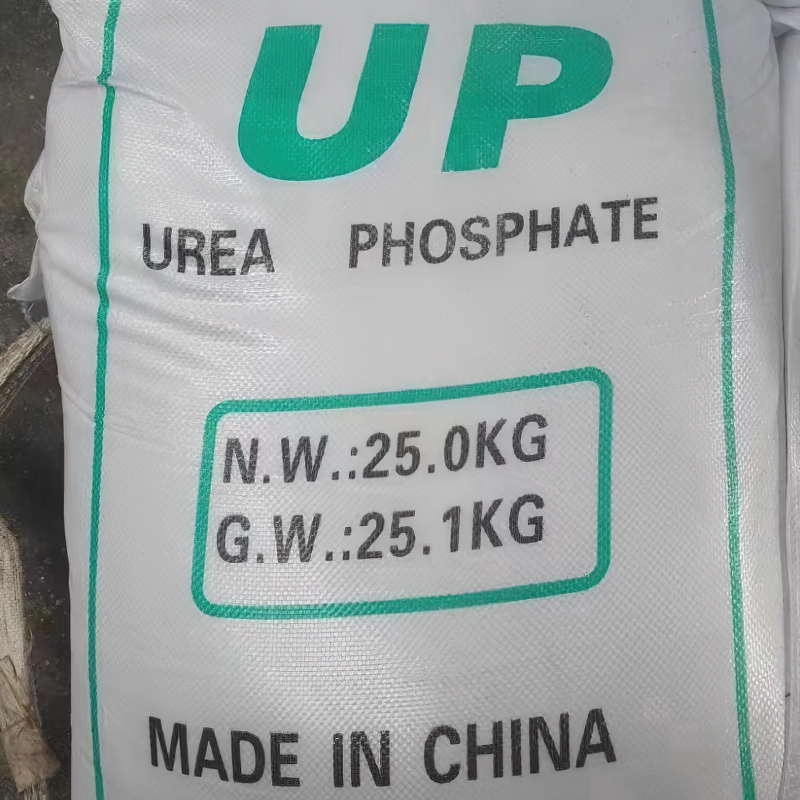 UP
UREA PHOSPHATE
N.W.:25.0KG
G.W.:25.1KG
MADE IN CHINA